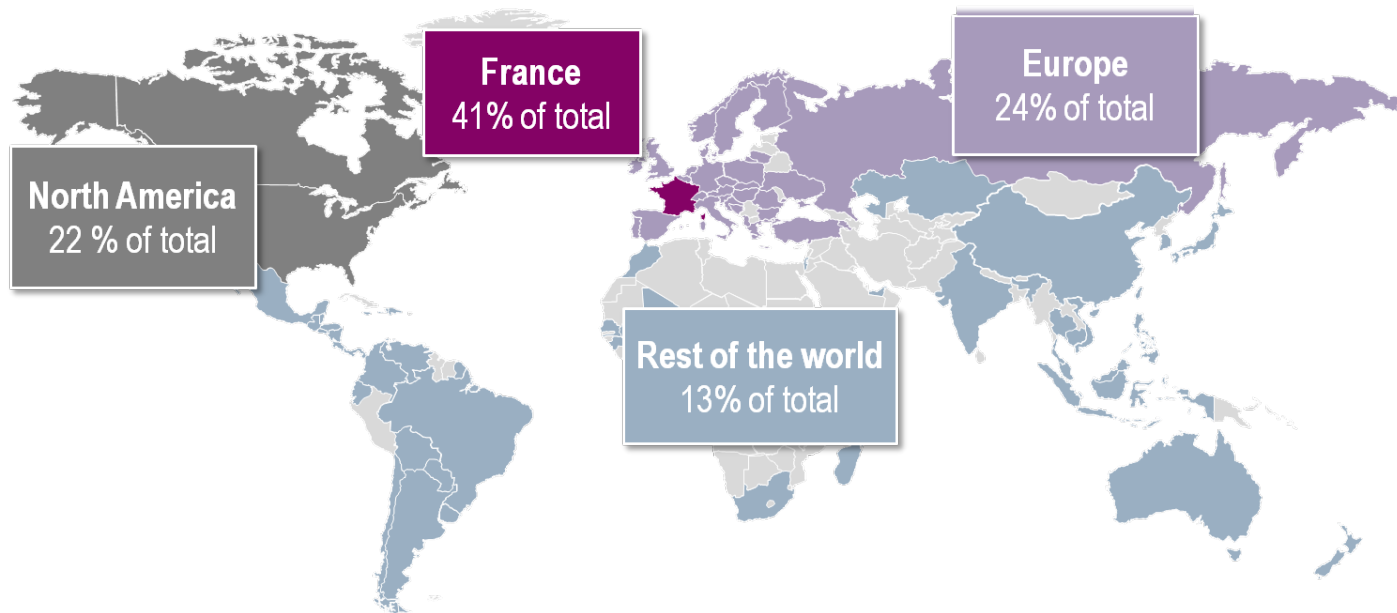 France
41% of total
Europe
24% of total
North America
22 % of total
Rest of the world
13% of total